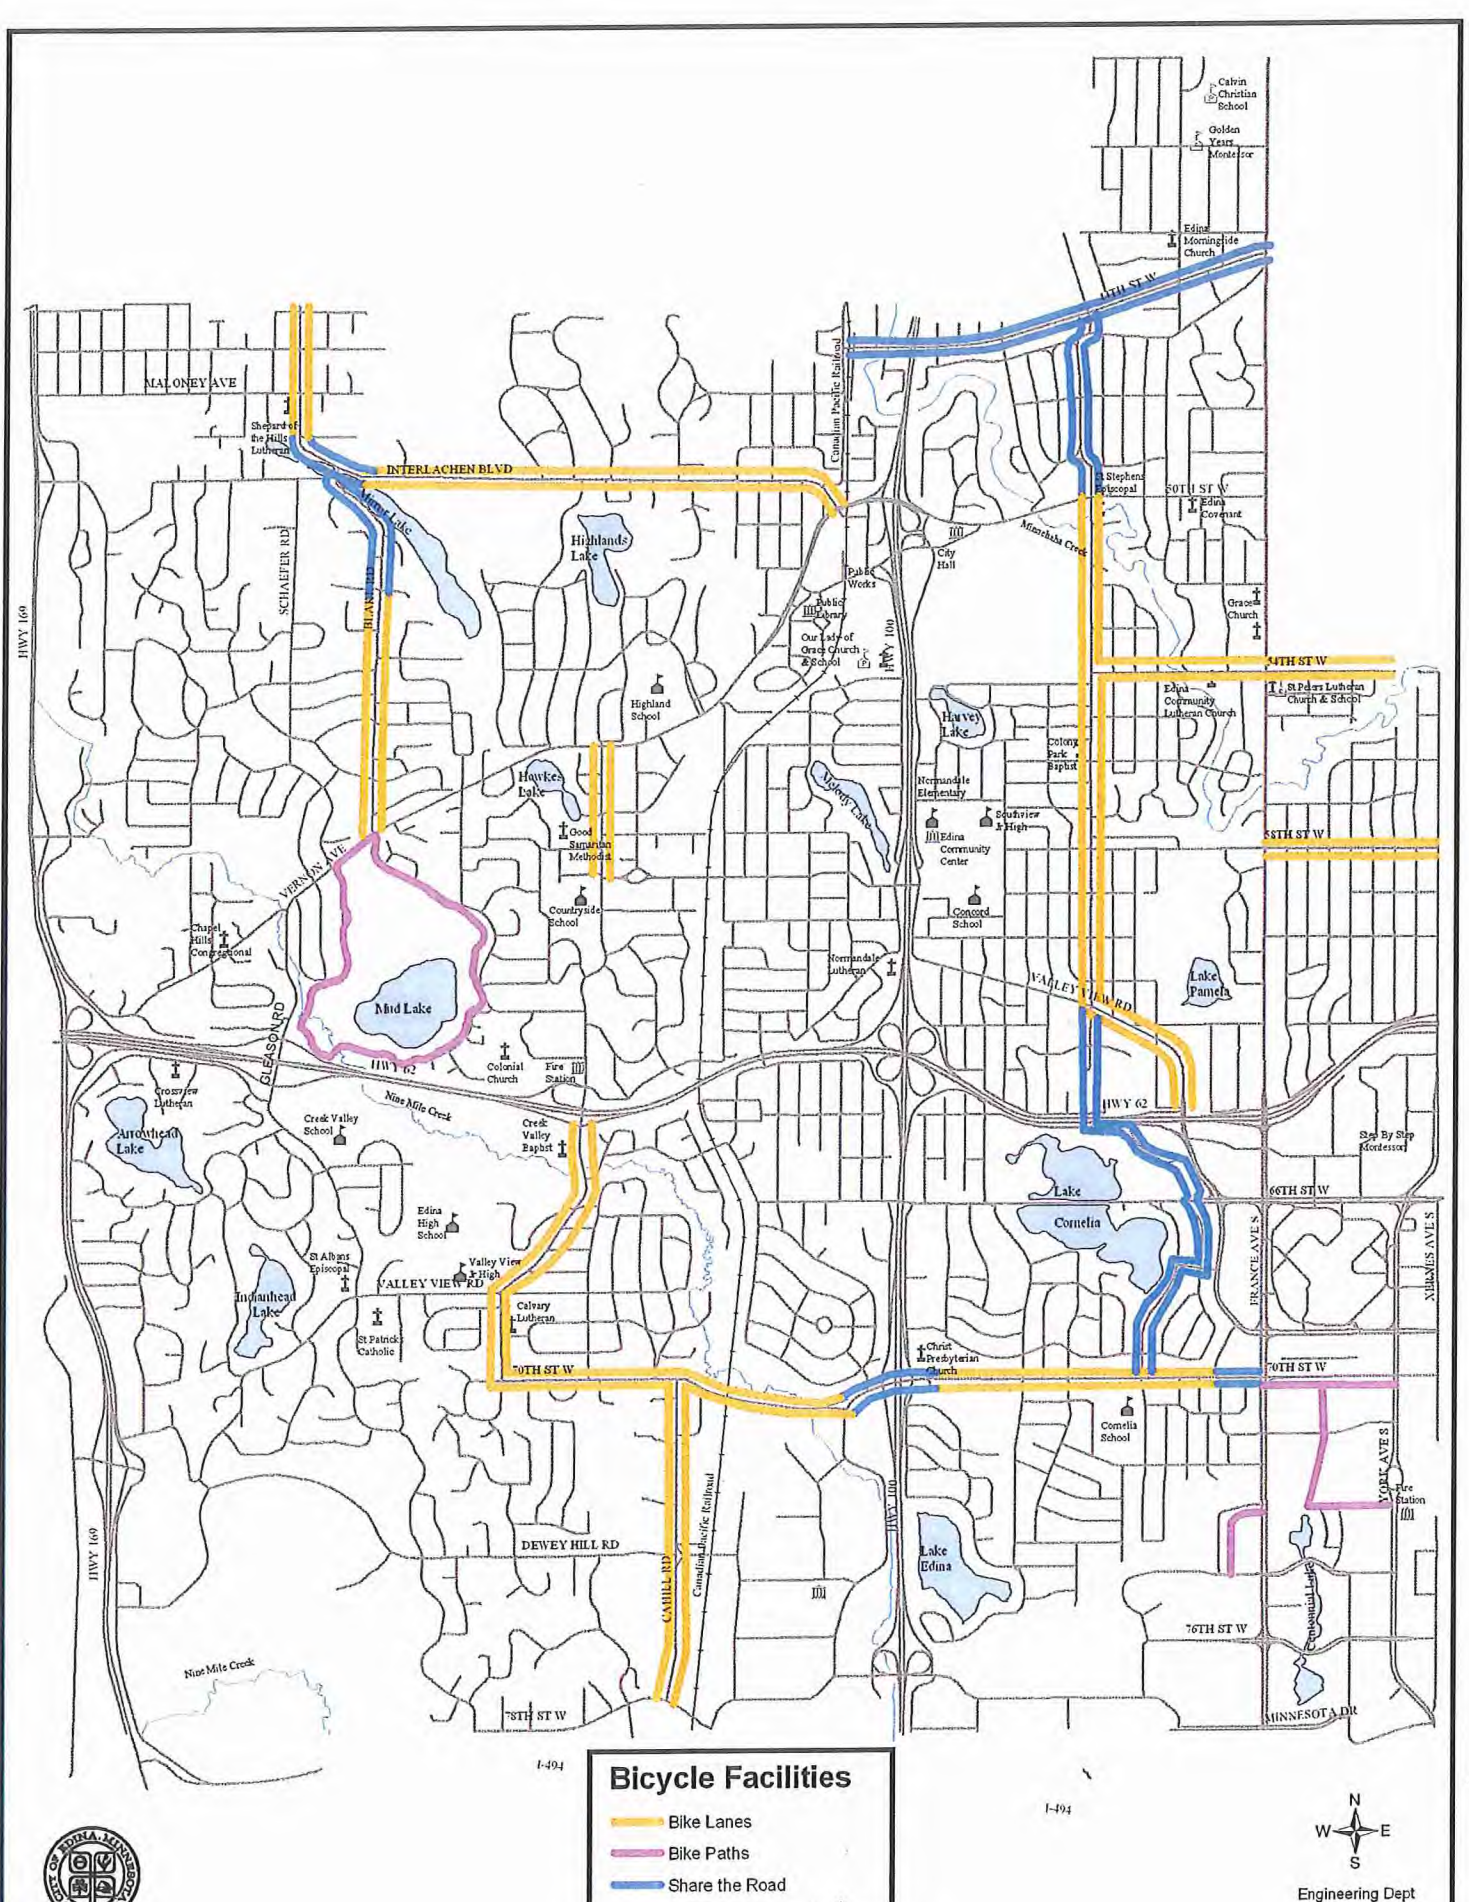 Calvin
Christian
School
Golden
Years
Montessor
Edina
Morningside
Church
44TH ST W
MALONEY AVE
Canadian Pacific Railroad
Shepard of
the Hills
Lutheran
INTERLACHEN BLVD
St Stephens
Episcopal
50TH ST W
Edina
Covenant
Mirror Lake
Highlands
Lake
Minnehaha Creek
City
Hall
SCHAEFER RD
BLAKE RD
Public
Works
Public
Library
Grace
Church
HWY 169
HWY 100
Our Lady of
Grace Church
& School
54TH ST W
Highland
School
Edina
Community
Lutheran Church
St Peters Lutheran
Church & School
Harvey
Lake
Colony
Park
Baptist
Hawkes
Lake
Melody Lake
Normandale
Elementary
Southview
Jr High
Good
Samaritan
Methodist
Edina
Community
Center
58TH ST W
VERNON AVE
Countryside
School
Concord
School
Chapel
Hills
Congregational
Normandale
Lutheran
Lake
Pamela
VALLEY VIEW RD
Mud Lake
GLEASON RD
HWY 62
Colonial
Church
Fire
Station
Crossview
Lutheran
Nine Mile Creek
HWY 62
Creek Valley
School
Creek
Valley
Baptist
Arrowhead
Lake
Step By Step
Montessori
Lake
Cornelia
66TH ST W
Edina
High
School
FRANCE AVE S
XERXES AVE S
St Albans
Episcopal
Valley View
Jr High
VALLEY VIEW RD
Indianhead
Lake
Calvary
Lutheran
St Patrick
Catholic
Christ
Presbyterian
Church
70TH ST W
70TH ST W
Cornelia
School
YORK AVE S
Fire
Station
Canadian Pacific Railroad
HWY 100
HWY 169
DEWEY HILL RD
Lake
Edina
CAHILL RD
Centennial Lake
76TH ST W
Nine Mile Creek
78TH ST W
MINNESOTA DR
I-494
I-494
Bicycle Facilities
Bike Lanes
Bike Paths
Share the Road
N
W
E
S
Engineering Dept
CITY OF EDINA, MINNESOTA